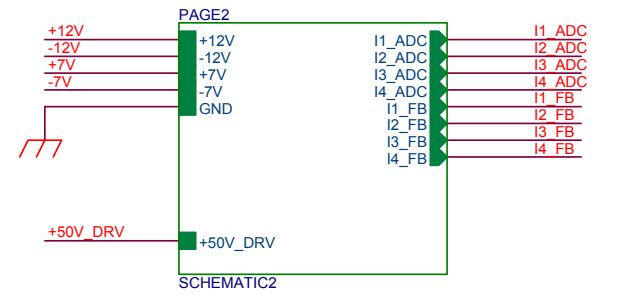 PAGE2
+12V +12V I1_ADC I1_ADC
-12V -12V I2_ADC I2_ADC
+7V +7V I3_ADC I3_ADC
-7V -7V I4_ADC I4_ADC
GND I1_FB I1_FB
I2_FB I2_FB
I3_FB I3_FB
I4_FB I4_FB
+50V_DRV +50V_DRV
SCHEMATIC2